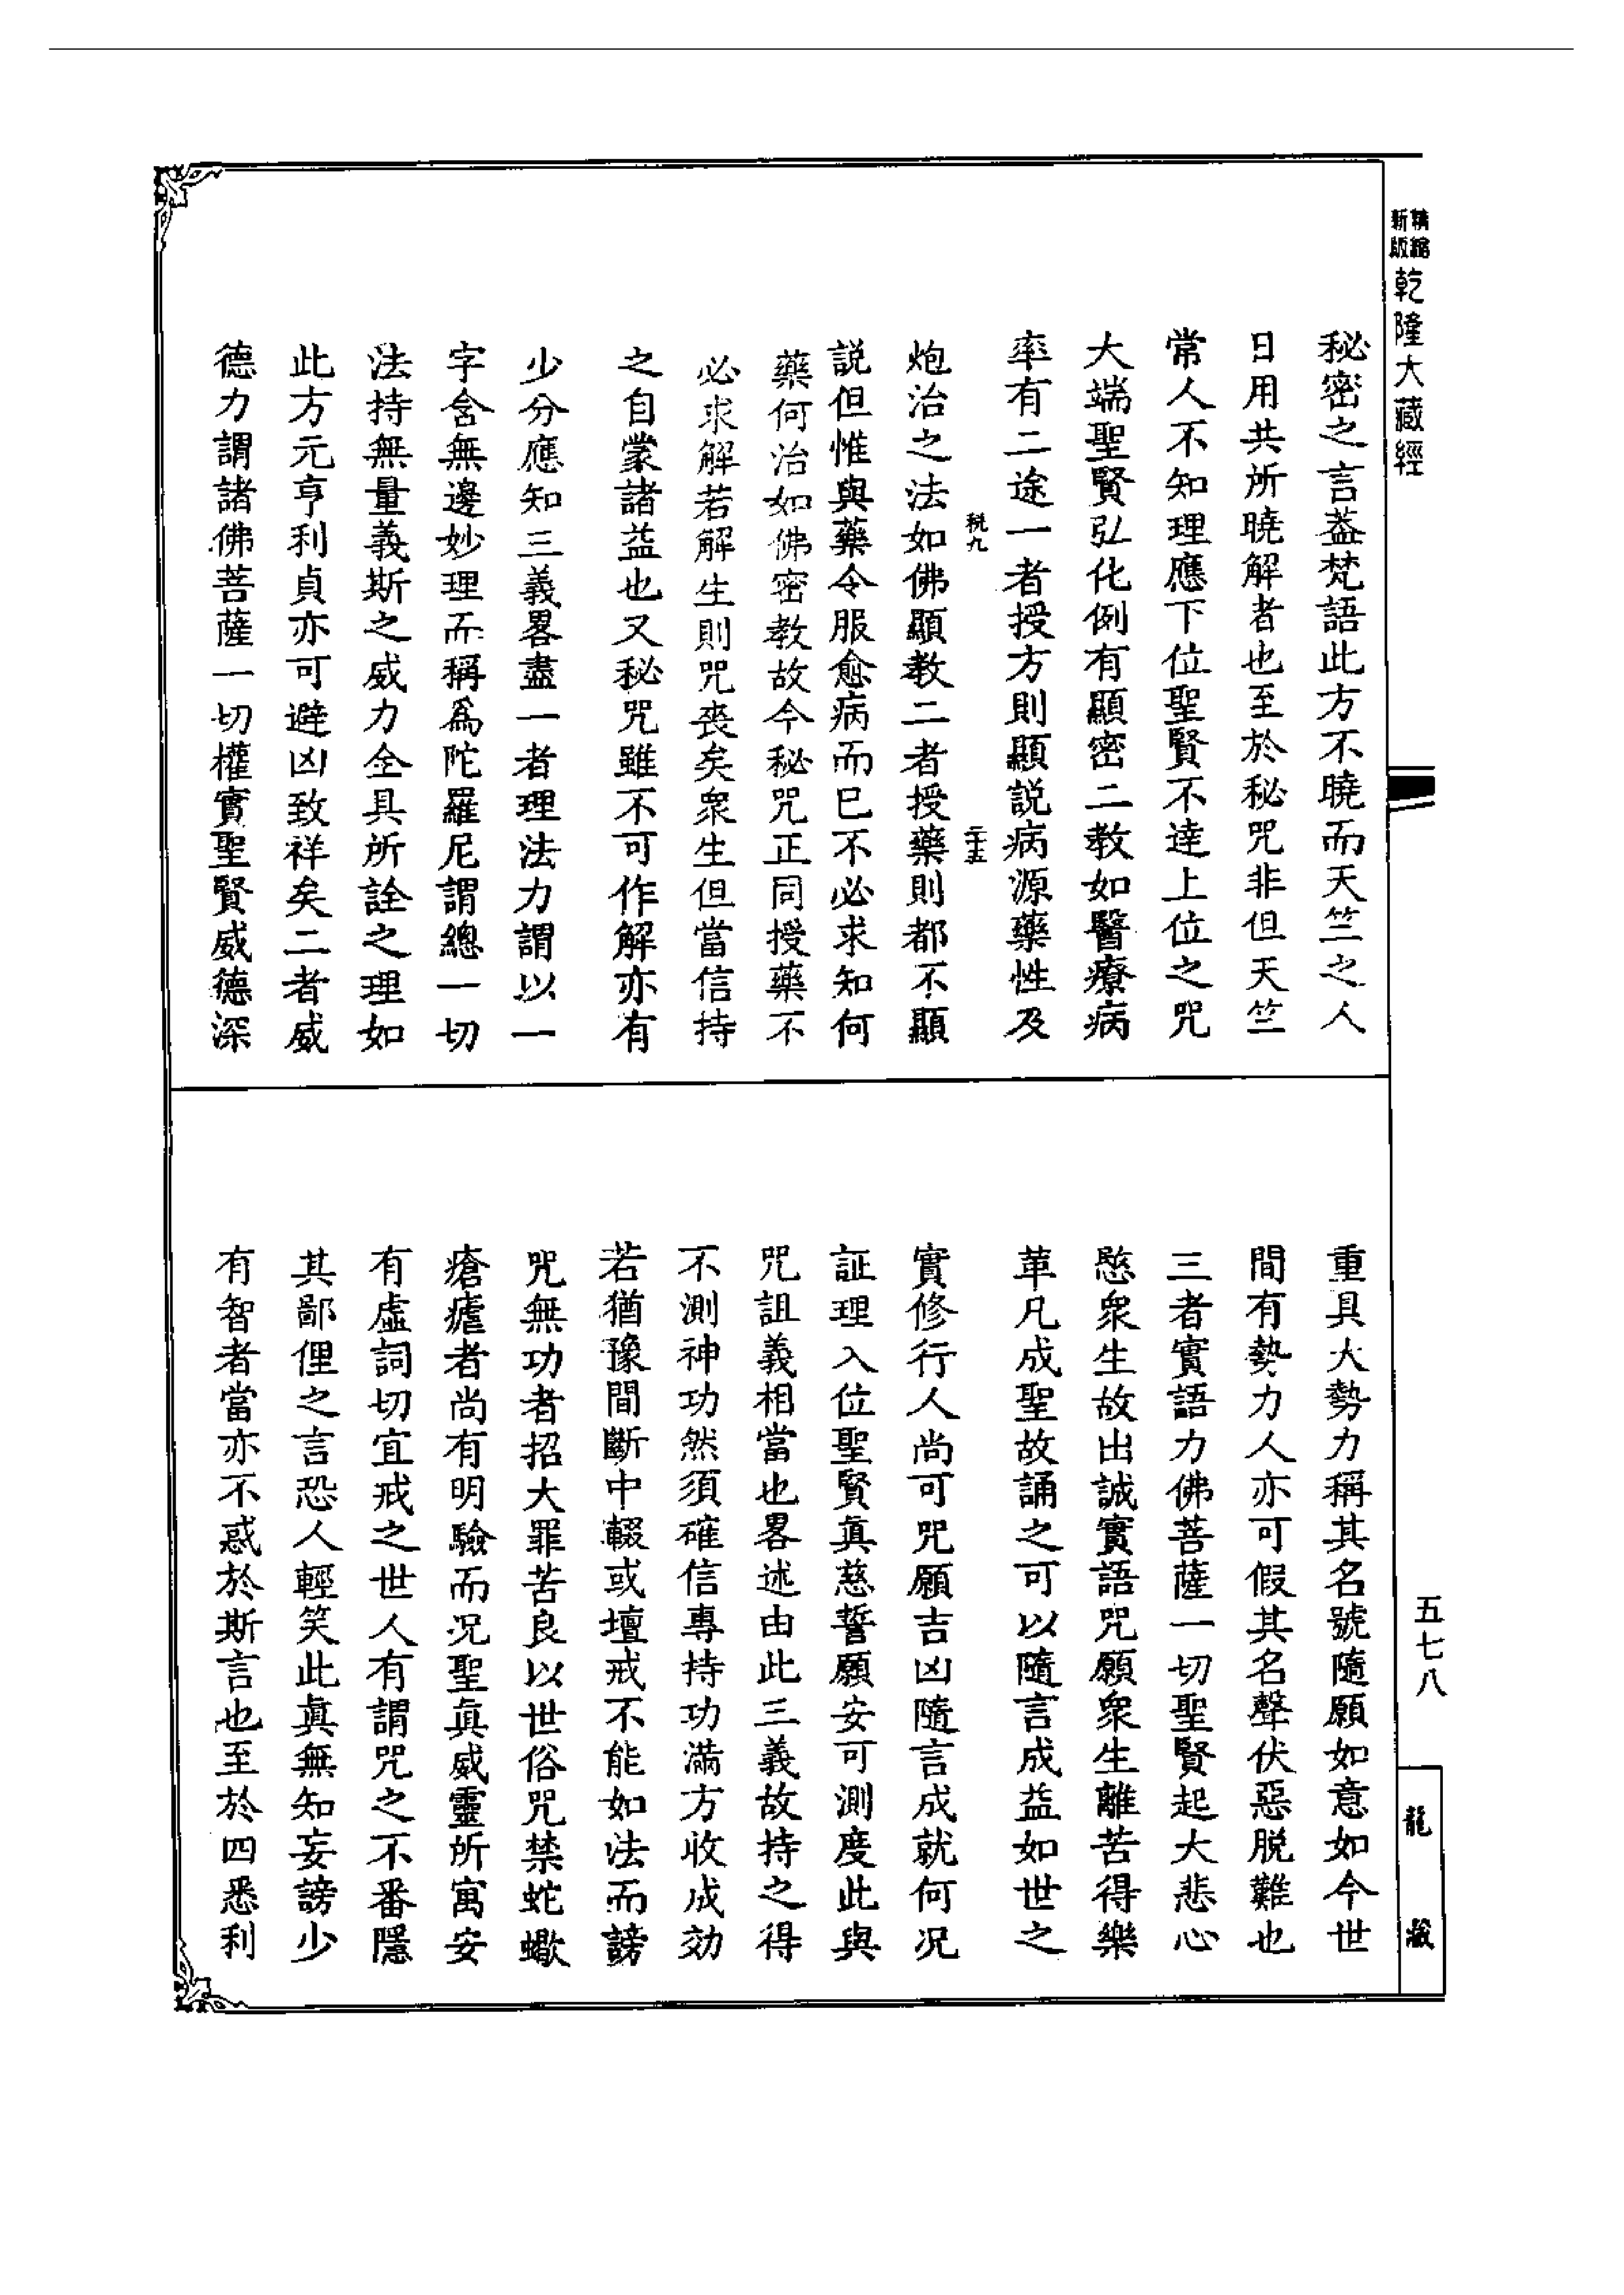 精縮新版
乾隆大藏經
秘密之言葢梵語此方不曉而天竺之人
日用共所曉解者也至於秘咒非但天竺
常人不知理應下位聖賢不達上位之咒
大端聖賢弘化例有顯密二教如醫療病
率有二途一者授方則顯説病源藥性及
税九
二十五
炮治之法如佛顯教二者授藥則都不顯
説但惟與藥令服愈病而已不必求知何
藥何治如佛密教故今秘咒正同授藥不
必求解若解生則咒喪矣衆生但當信持
之自蒙諸益也又秘咒雖不可作解亦有
少分應知三義畧盡一者理法力謂以一
字含無邊妙理而稱爲陀羅尼謂總一切
法持無量義斯之威力全具所詮之理如
此方元亨利貞亦可避凶致祥矣二者威
德力謂諸佛菩薩一切權實聖賢威德深
重具大勢力稱其名號隨願如意如今世
間有勢力人亦可假其名聲伏惡脱難也
三者實語力佛菩薩一切聖賢起大悲心
愍衆生故出誠實語咒願衆生離苦得樂
革凡成聖故誦之可以隨言成益如世之
實修行人尚可咒願吉凶隨言成就何况
証理入位聖賢眞慈誓願安可測度此與
咒詛義相當也畧述由此三義故持之得
不測神功然須確信專持功滿方收成効
若猶豫間斷中輟或壇戒不能如法而謗
咒無功者招大罪苦良以世俗咒禁蛇蠍
瘡瘧者尚有明驗而况聖眞威靈所寓安
有虛詞切宜戒之世人有謂咒之不番隱
其鄙俚之言恐人輕笑此眞無知妄謗少
有智者當亦不惑於斯言也至於四悉利
五七八
龍藏